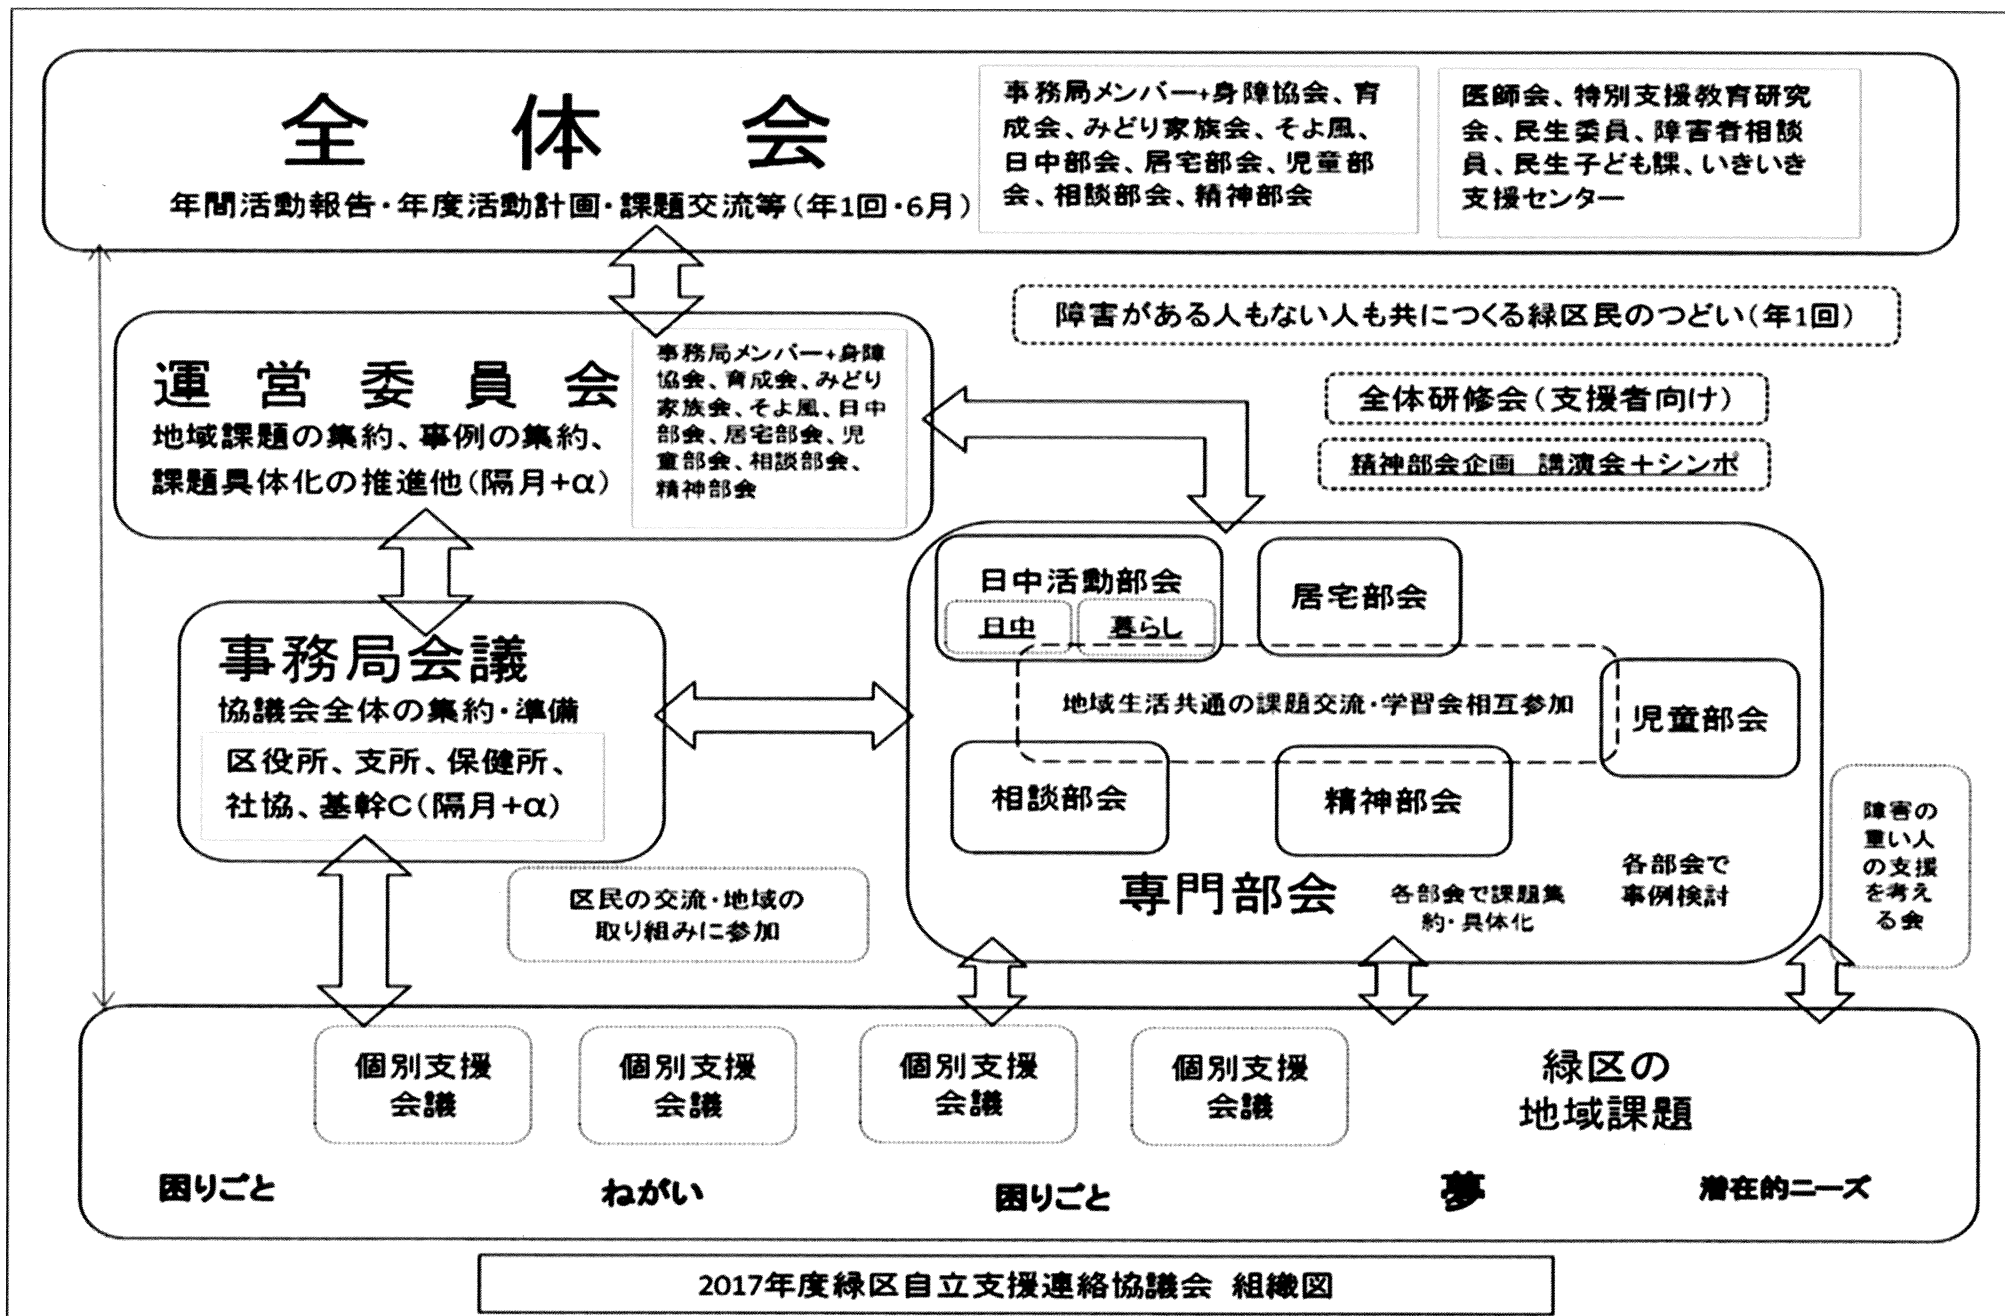 全体会
年間活動報告・年度活動計画・課題交流等(年1回・6月)
事務局メンバー+身障協会、育
成会、みどり家族会、そよ風、
日中部会、居宅部会、児童部
会、相談部会、精神部会
医師会、特別支援教育研究
会、民生委員、障害者相談
員、民生子ども課、いきいき
支援センター
障害がある人もない人も共につくる緑区民のつどい(年1回)
運営委員会
地域課題の集約、事例の集約、
課題具体化の推進他(隔月+α)
事務局メンバー+身障
協会、育成会、みどり
家族会、そよ風、日中
部会、居宅部会、児
童部会、相談部会、
精神部会
全体研修会(支援者向け)
精神部会企画 講演会+シンポ
事務局会議
協議会全体の集約・準備
区役所、支所、保健所、
社協、基幹C(隔月+α)
日中活動部会
日中
暮らし
居宅部会
地域生活共通の課題交流・学習会相互参加
児童部会
相談部会
精神部会
専門部会
各部会で課題集
約・具体化
各部会で
事例検討
障害の
重い人
の支援
を考え
る会
区民の交流・地域の
取り組みに参加
個別支援
会議
個別支援
会議
個別支援
会議
個別支援
会議
緑区の
地域課題
困りごと
ねがい
困りごと
夢
潜在的ニーズ
2017年度緑区自立支援連絡協議会 組織図